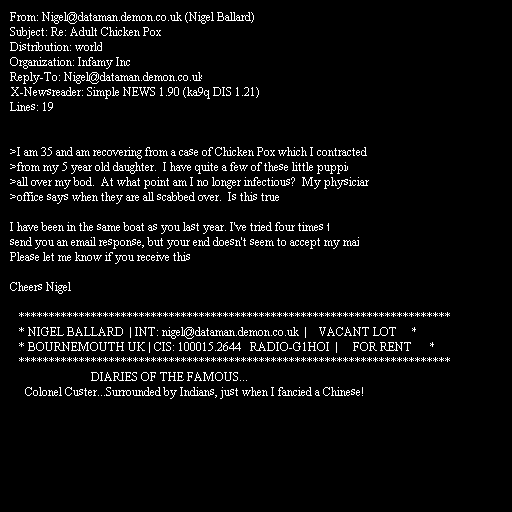 From: Nigel@dataman.demon.co.uk (Nigel Ballard)
Subject: Re: Adult Chicken Pox
Distribution: world
Organization: Infamy Inc
Reply-To: Nigel@dataman.demon.co.uk
X-Newsreader: Simple NEWS 1.90 (ka9q DIS 1.21)
Lines: 19
>I am 35 and am recovering from a case of Chicken Pox which I contracted
>from my 5 year old daughter.  I have quite a few of these little puppi
>all over my bod.  At what point am I no longer infectious?  My physiciar
>office says when they are all scabbed over.  Is this true
I have been in the same boat as you last year. I've tried four times t
send you an email response, but your end doesn't seem to accept my mai
Please let me know if you receive this
Cheers Nigel
************************************************************************
* NIGEL BALLARD  | INT: nigel@dataman.demon.co.uk  |    VACANT LOT     *
* BOURNEMOUTH UK | CIS: 100015.2644   RADIO-G1HOI  |     FOR RENT      *
************************************************************************
DIARIES OF THE FAMOUS...
Colonel Custer...Surrounded by Indians, just when I fancied a Chinese!